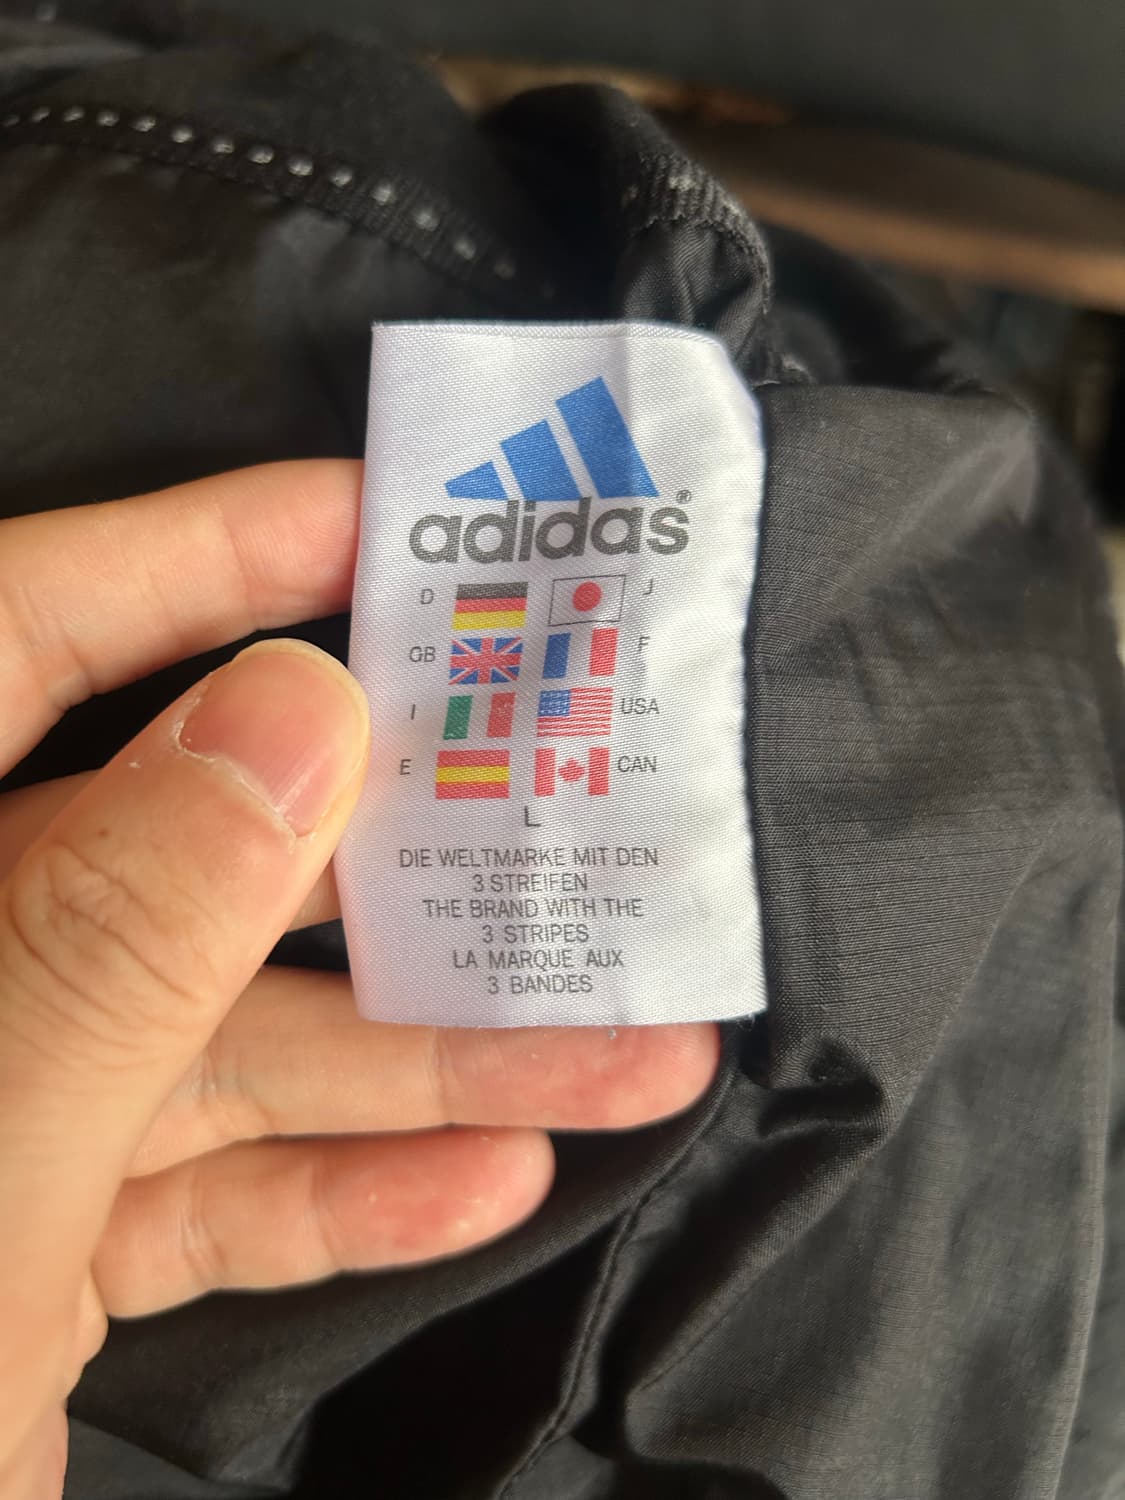 adidas®
D J
GB F
I USA
E CAN
L
DIE WELTMARKE MIT DEN
3 STREIFEN
THE BRAND WITH THE
3 STRIPES
LA MARQUE AUX
3 BANDES